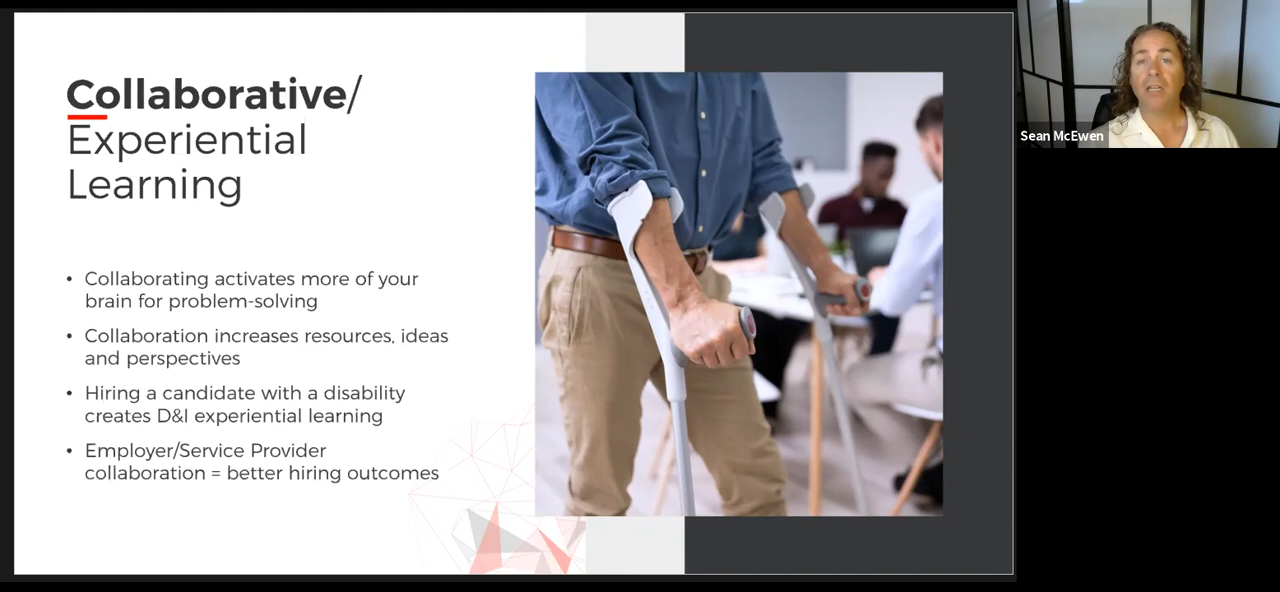 Collaborative/
Experiential
Learning
• Collaborating activates more of your
brain for problem-solving
• Collaboration increases resources, ideas
and perspectives
• Hiring a candidate with a disability
creates D&I experiential learning
• Employer/Service Provider
collaboration = better hiring outcomes
Sean McEwen